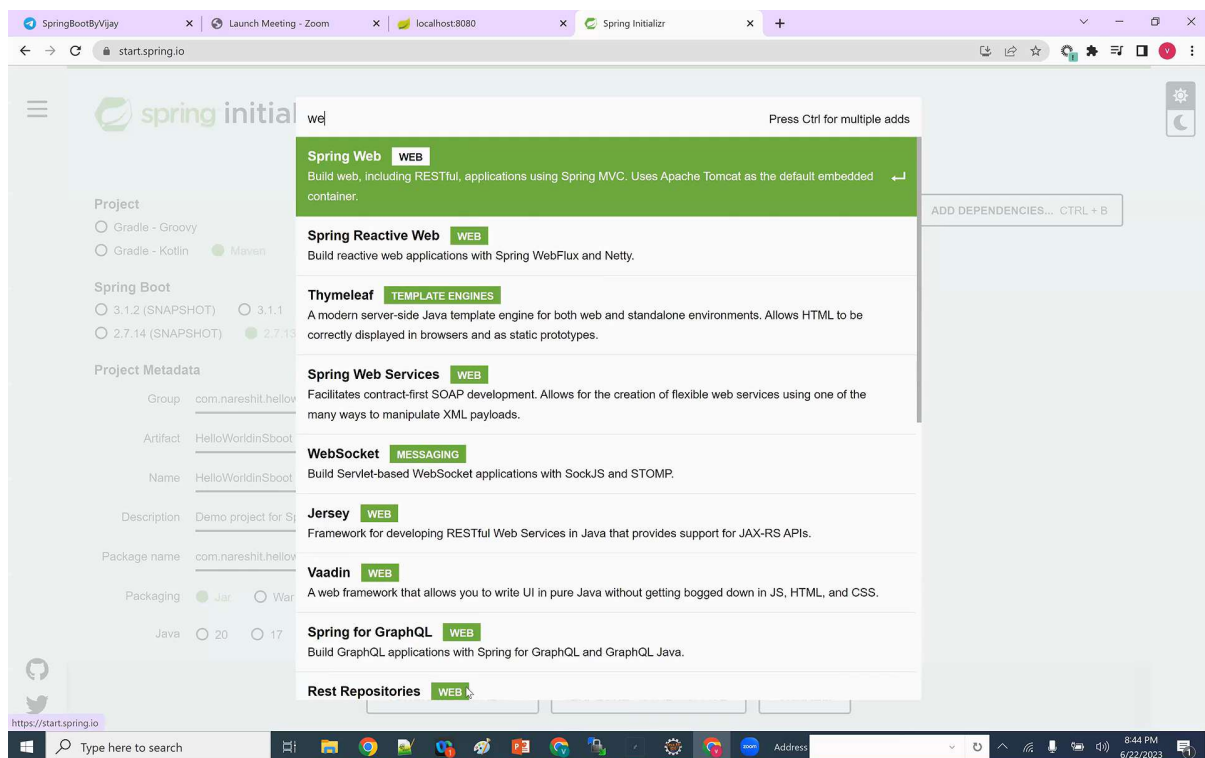 SpringBootByVijay
Launch Meeting - Zoom
localhost:8080
Spring Initializr
start.spring.io
spring initial
we
Press Ctrl for multiple adds
Spring Web WEB
Build web, including RESTful, applications using Spring MVC. Uses Apache Tomcat as the default embedded
container.
Project
Gradle - Groovy
Gradle - Kotlin Maven
Spring Boot
3.1.2 (SNAPSHOT) 3.1.1
2.7.14 (SNAPSHOT) 2.7.13
Project Metadata
Group com.nareshit.hellow
Artifact HelloWorldinSboot
Name HelloWorldinSboot
Description Demo project for Sp
Package name com.nareshit.hellow
Packaging Jar War
Java 20 17
ADD DEPENDENCIES... CTRL + B
Spring Reactive Web WEB
Build reactive web applications with Spring WebFlux and Netty.
Thymeleaf TEMPLATE ENGINES
A modern server-side Java template engine for both web and standalone environments. Allows HTML to be
correctly displayed in browsers and as static prototypes.
Spring Web Services WEB
Facilitates contract-first SOAP development. Allows for the creation of flexible web services using one of the
many ways to manipulate XML payloads.
WebSocket MESSAGING
Build Servlet-based WebSocket applications with SockJS and STOMP.
Jersey WEB
Framework for developing RESTful Web Services in Java that provides support for JAX-RS APIs.
Vaadin WEB
A web framework that allows you to write UI in pure Java without getting bogged down in JS, HTML, and CSS.
Spring for GraphQL WEB
Build GraphQL applications with Spring for GraphQL and GraphQL Java.
Rest Repositories WEB
https://start.spring.io
Type here to search
Address
8:44 PM
6/22/2023